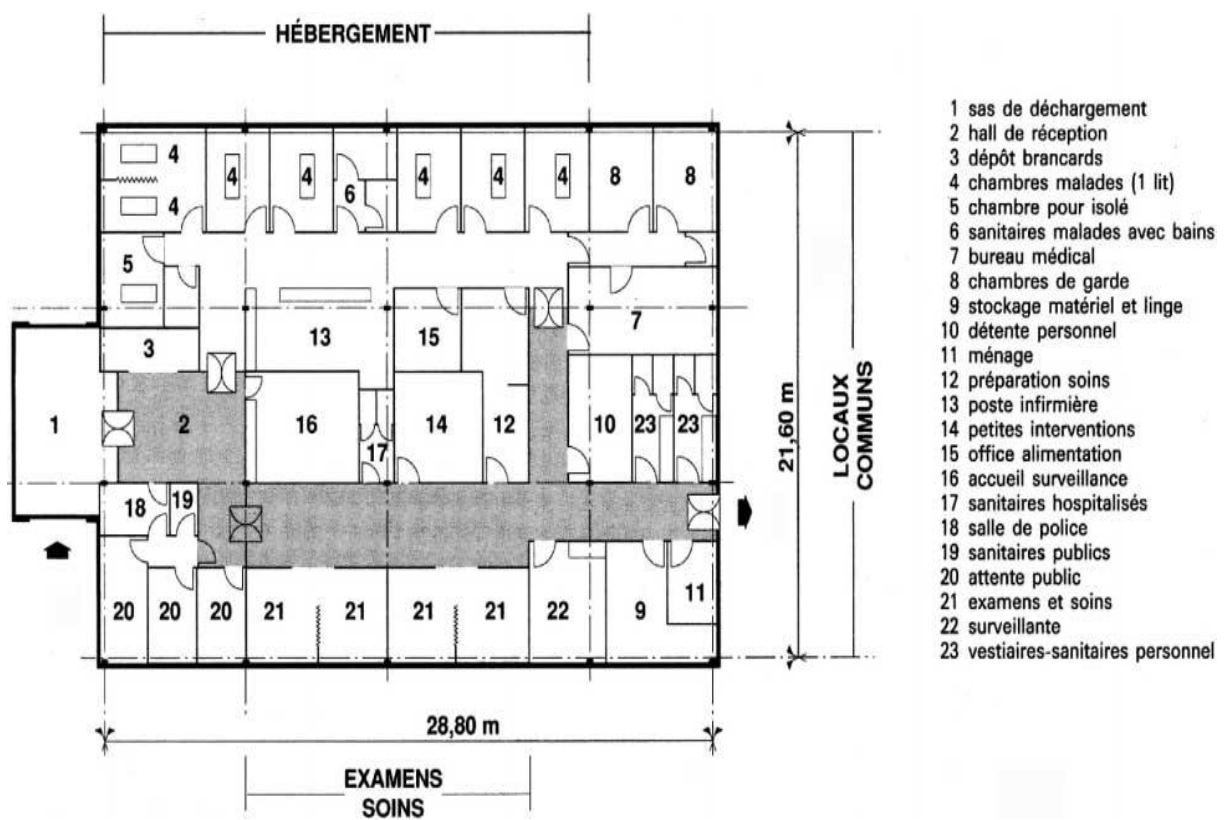 HÉBERGEMENT
4
4
4
4
6
4
4
4
8
8
5
13
15
7
3
1
2
16
17
14
12
10
23
23
18
19
20
20
20
21
21
21
21
22
9
11
21,60 m
LOCAUX
COMMUNS
28,80 m
EXAMENS
SOINS
1 sas de déchargement
2 hall de réception
3 dépôt brancards
4 chambres malades (1 lit)
5 chambre pour isolé
6 sanitaires malades avec bains
7 bureau médical
8 chambres de garde
9 stockage matériel et linge
10 détente personnel
11 ménage
12 préparation soins
13 poste infirmière
14 petites interventions
15 office alimentation
16 accueil surveillance
17 sanitaires hospitalisés
18 salle de police
19 sanitaires publics
20 attente public
21 examens et soins
22 surveillante
23 vestiaires-sanitaires personnel